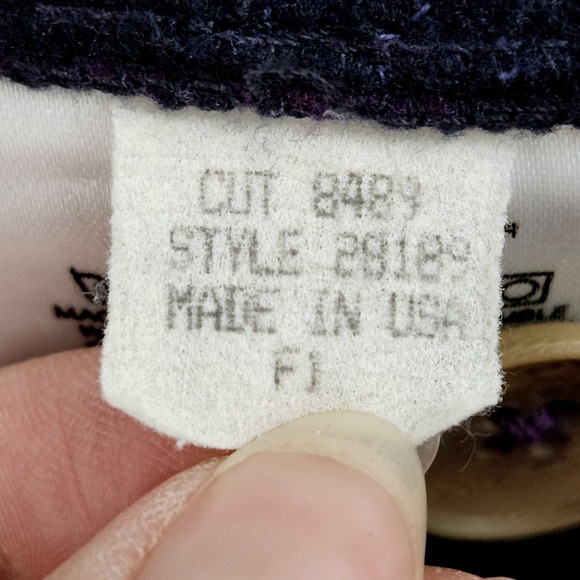 CUT 8489
STYLE 28189
MADE IN USA
F1